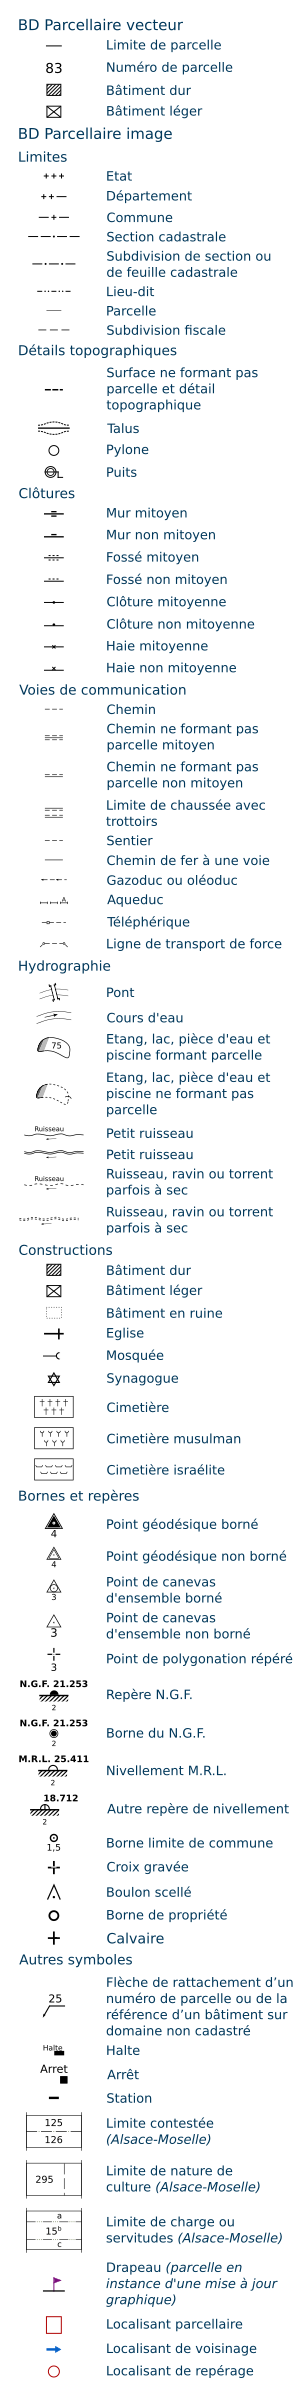 BD Parcellaire vecteur
Limite de parcelle
83 Numéro de parcelle
Bâtiment dur
Bâtiment léger
BD Parcellaire image
Limites
Etat
Département
Commune
Section cadastrale
Subdivision de section ou
de feuille cadastrale
Lieu-dit
Parcelle
Subdivision fiscale
Détails topographiques
Surface ne formant pas
parcelle et détail
topographique
Talus
Pylone
Puits
Clôtures
Mur mitoyen
Mur non mitoyen
Fossé mitoyen
Fossé non mitoyen
Clôture mitoyenne
Clôture non mitoyenne
Haie mitoyenne
Haie non mitoyenne
Voies de communication
Chemin
Chemin ne formant pas
parcelle mitoyen
Chemin ne formant pas
parcelle non mitoyen
Limite de chaussée avec
trottoirs
Sentier
Chemin de fer à une voie
Gazoduc ou oléoduc
A Aqueduc
Téléphérique
Ligne de transport de force
Hydrographie
Pont
Cours d'eau
75 Etang, lac, pièce d'eau et
piscine formant parcelle
Etang, lac, pièce d'eau et
piscine ne formant pas
parcelle
Ruisseau Petit ruisseau
Petit ruisseau
Ruisseau Ruisseau, ravin ou torrent
parfois à sec
Ruisseau, ravin ou torrent
parfois à sec
Constructions
Bâtiment dur
Bâtiment léger
Bâtiment en ruine
Eglise
Mosquée
Synagogue
Cimetière
Cimetière musulman
Cimetière israélite
Bornes et repères
4 Point géodésique borné
4 Point géodésique non borné
3 Point de canevas
d'ensemble borné
3 Point de canevas
d'ensemble non borné
3 Point de polygonation répéré
N.G.F. 21.253
2 Repère N.G.F.
N.G.F. 21.253
2 Borne du N.G.F.
M.R.L. 25.411
2 Nivellement M.R.L.
18.712
2 Autre repère de nivellement
1,5 Borne limite de commune
Croix gravée
Boulon scellé
Borne de propriété
Calvaire
Autres symboles
25 Flèche de rattachement d’un
numéro de parcelle ou de la
référence d’un bâtiment sur
domaine non cadastré
Halte Halte
Arret Arrêt
Station
125 Limite contestée
126 (Alsace-Moselle)
295 Limite de nature de
culture (Alsace-Moselle)
a
15b Limite de charge ou
c servitudes (Alsace-Moselle)
Drapeau (parcelle en
instance d'une mise à jour
graphique)
Localisant parcellaire
Localisant de voisinage
Localisant de repérage